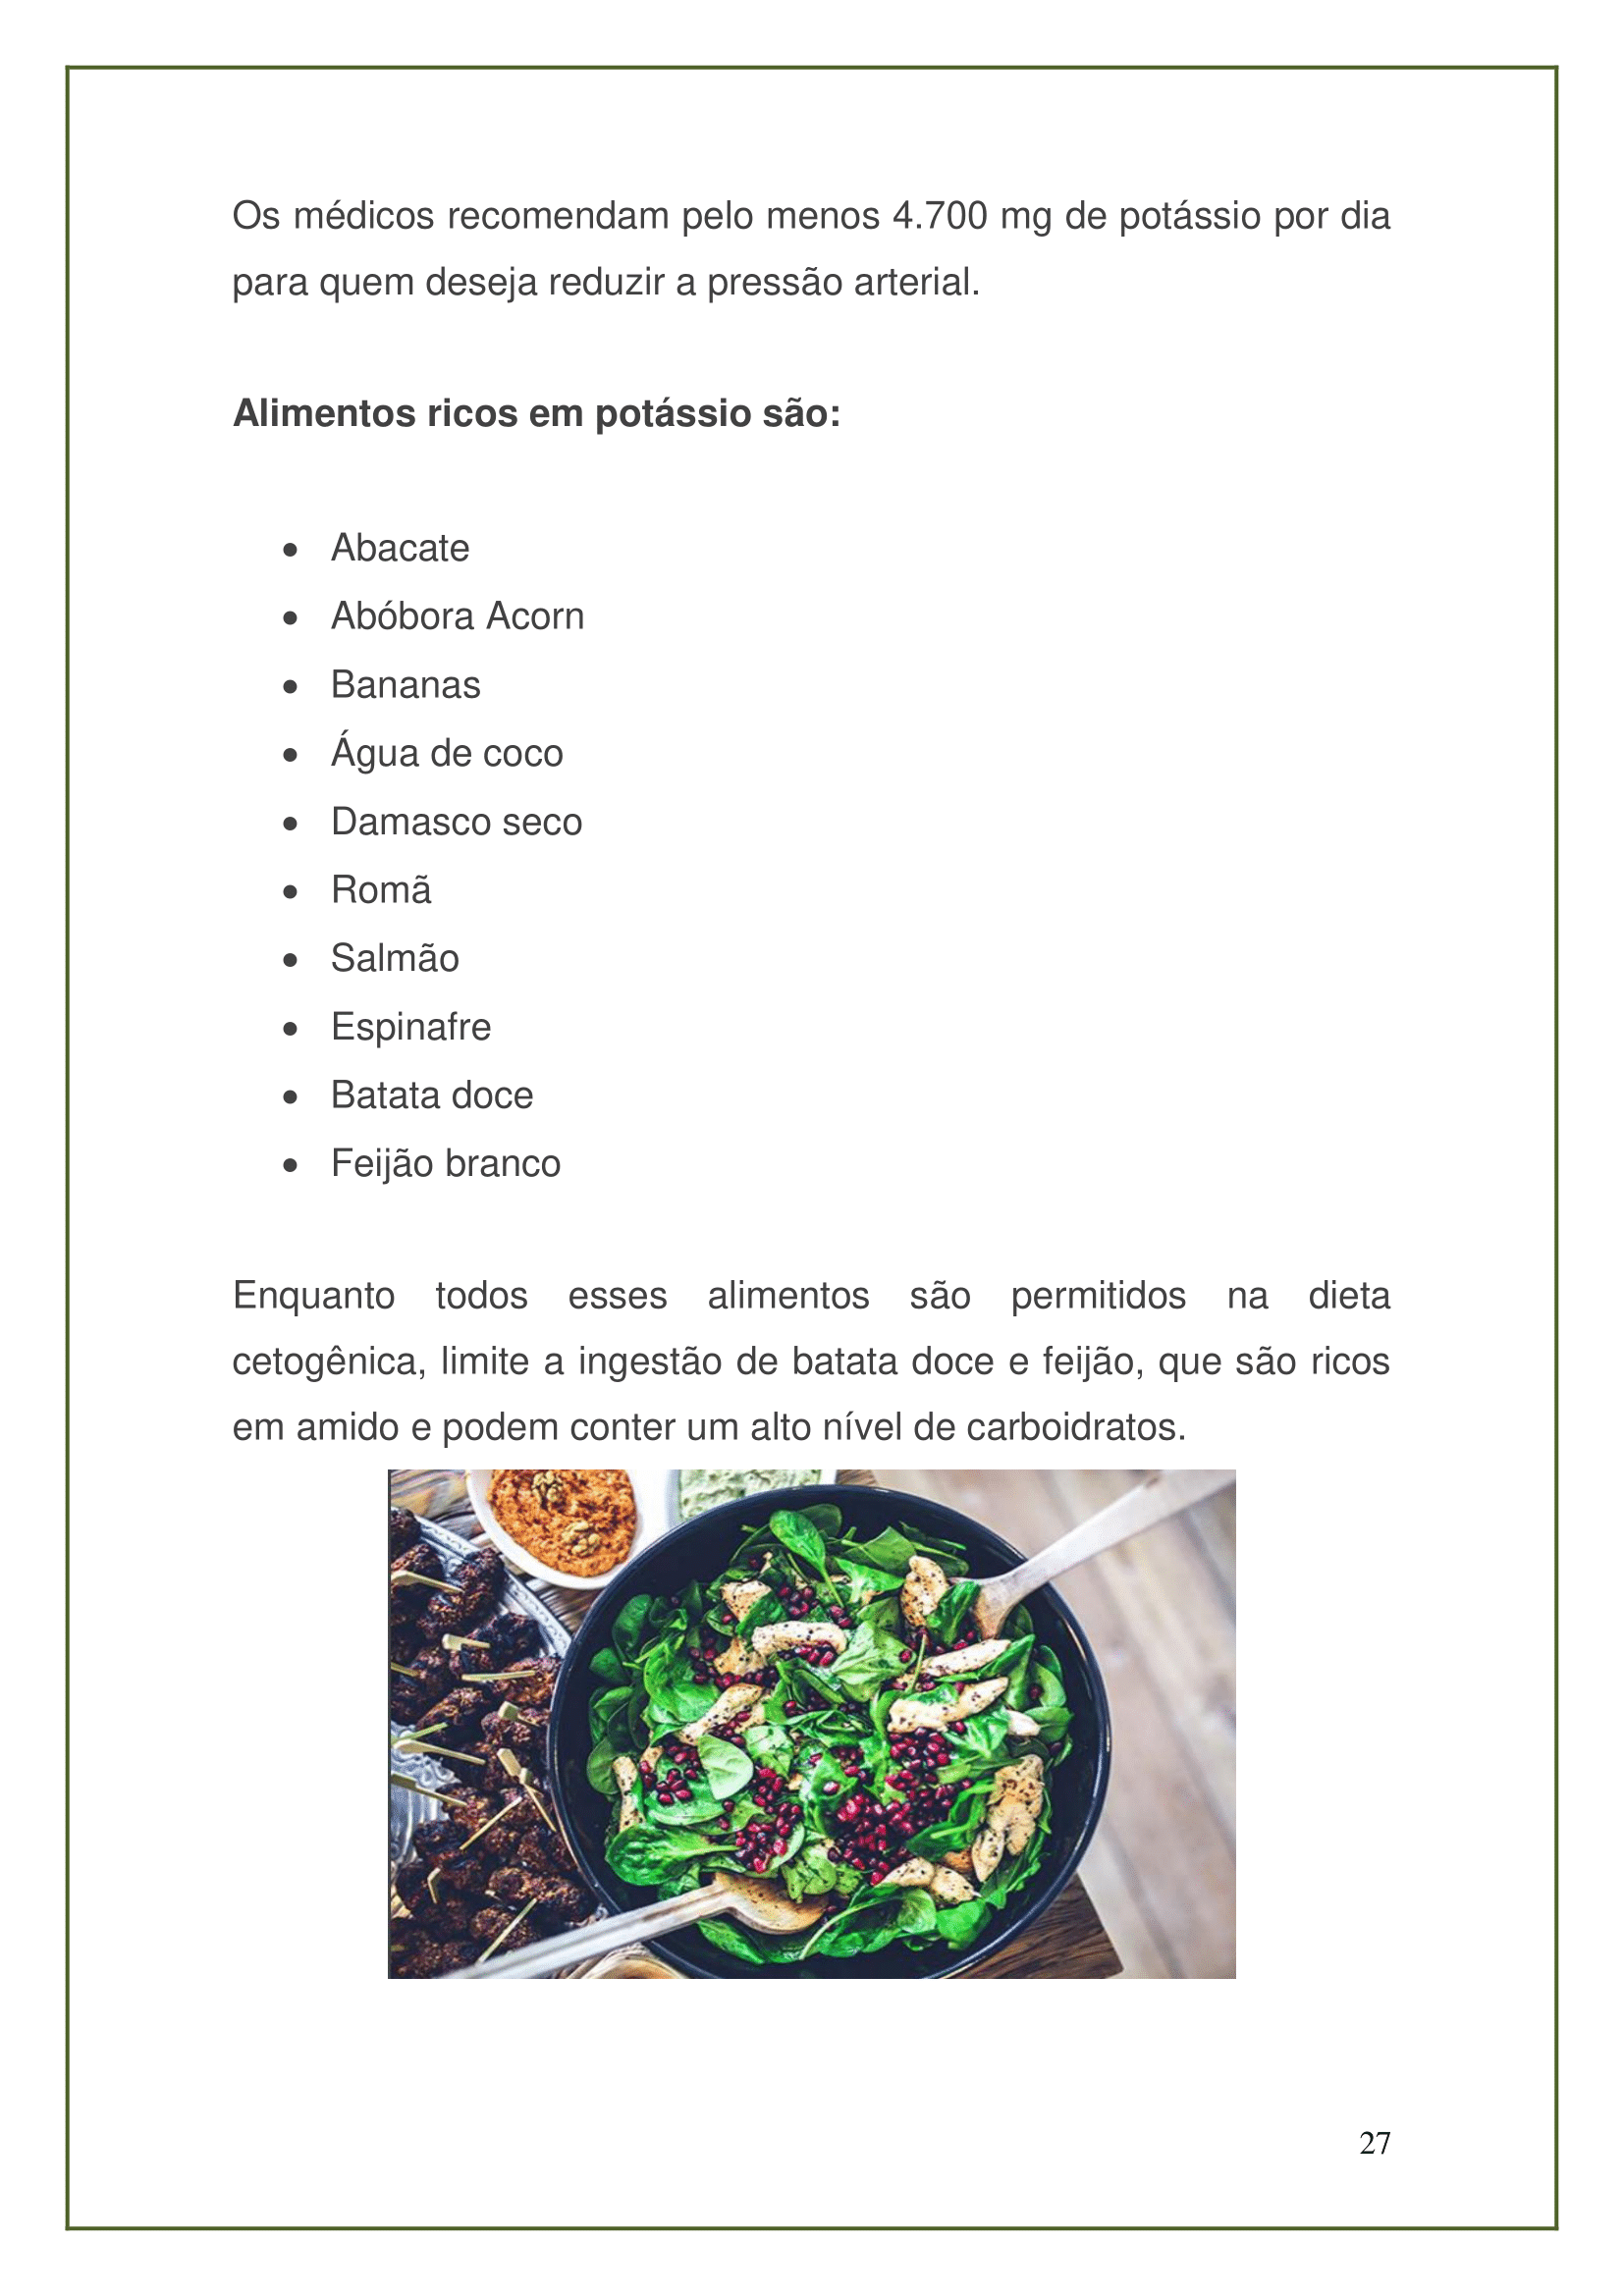 Os médicos recomendam pelo menos 4.700 mg de potássio por dia
para quem deseja reduzir a pressão arterial.
Alimentos ricos em potássio são:
• Abacate
• Abóbora Acorn
• Bananas
• Água de coco
• Damasco seco
• Romã
• Salmão
• Espinafre
• Batata doce
• Feijão branco
Enquanto todos esses alimentos são permitidos na dieta
cetogênica, limite a ingestão de batata doce e feijão, que são ricos
em amido e podem conter um alto nível de carboidratos.
27